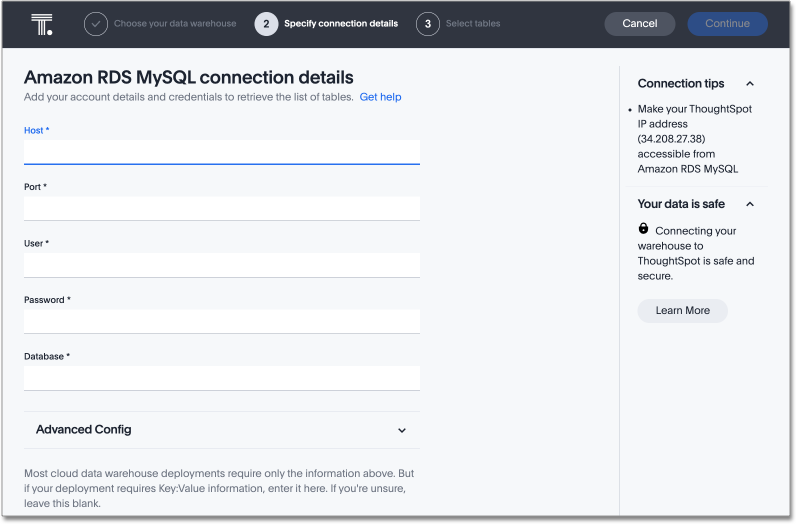 T.
Choose your data warehouse
2 Specify connection details
3 Select tables
Cancel
Continue
Amazon RDS MySQL connection details
Add your account details and credentials to retrieve the list of tables. Get help
Host *
Port *
User *
Password *
Database *
Advanced Config
Most cloud data warehouse deployments require only the information above. But
if your deployment requires Key:Value information, enter it here. If you're unsure,
leave this blank.
Connection tips
• Make your ThoughtSpot
IP address
(34.208.27.38)
accessible from
Amazon RDS MySQL
Your data is safe
Connecting your
warehouse to
ThoughtSpot is safe and
secure.
Learn More